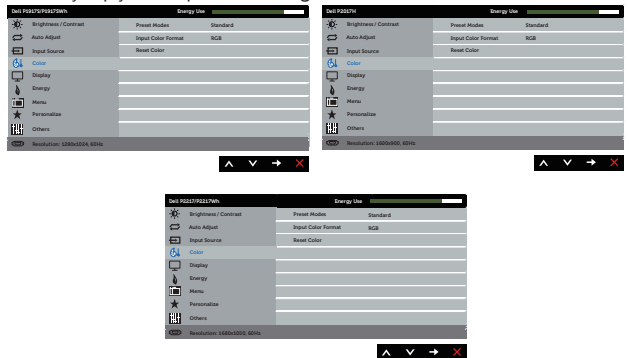 Dell P1917S/P1917SWh Energy Use
Brightness / Contrast Preset Modes Standard
Auto Adjust Input Color Format RGB
Input Source Reset Color
Color
Display
Energy
Menu
Personalize
Others
Resolution: 1280x1024, 60Hz
Dell P2017H Energy Use
Brightness / Contrast Preset Modes Standard
Auto Adjust Input Color Format RGB
Input Source Reset Color
Color
Display
Energy
Menu
Personalize
Others
Resolution: 1600x900, 60Hz
Dell P2217/P2217Wh Energy Use
Brightness / Contrast Preset Modes Standard
Auto Adjust Input Color Format RGB
Input Source Reset Color
Color
Display
Energy
Menu
Personalize
Others
Resolution: 1680x1050, 60Hz